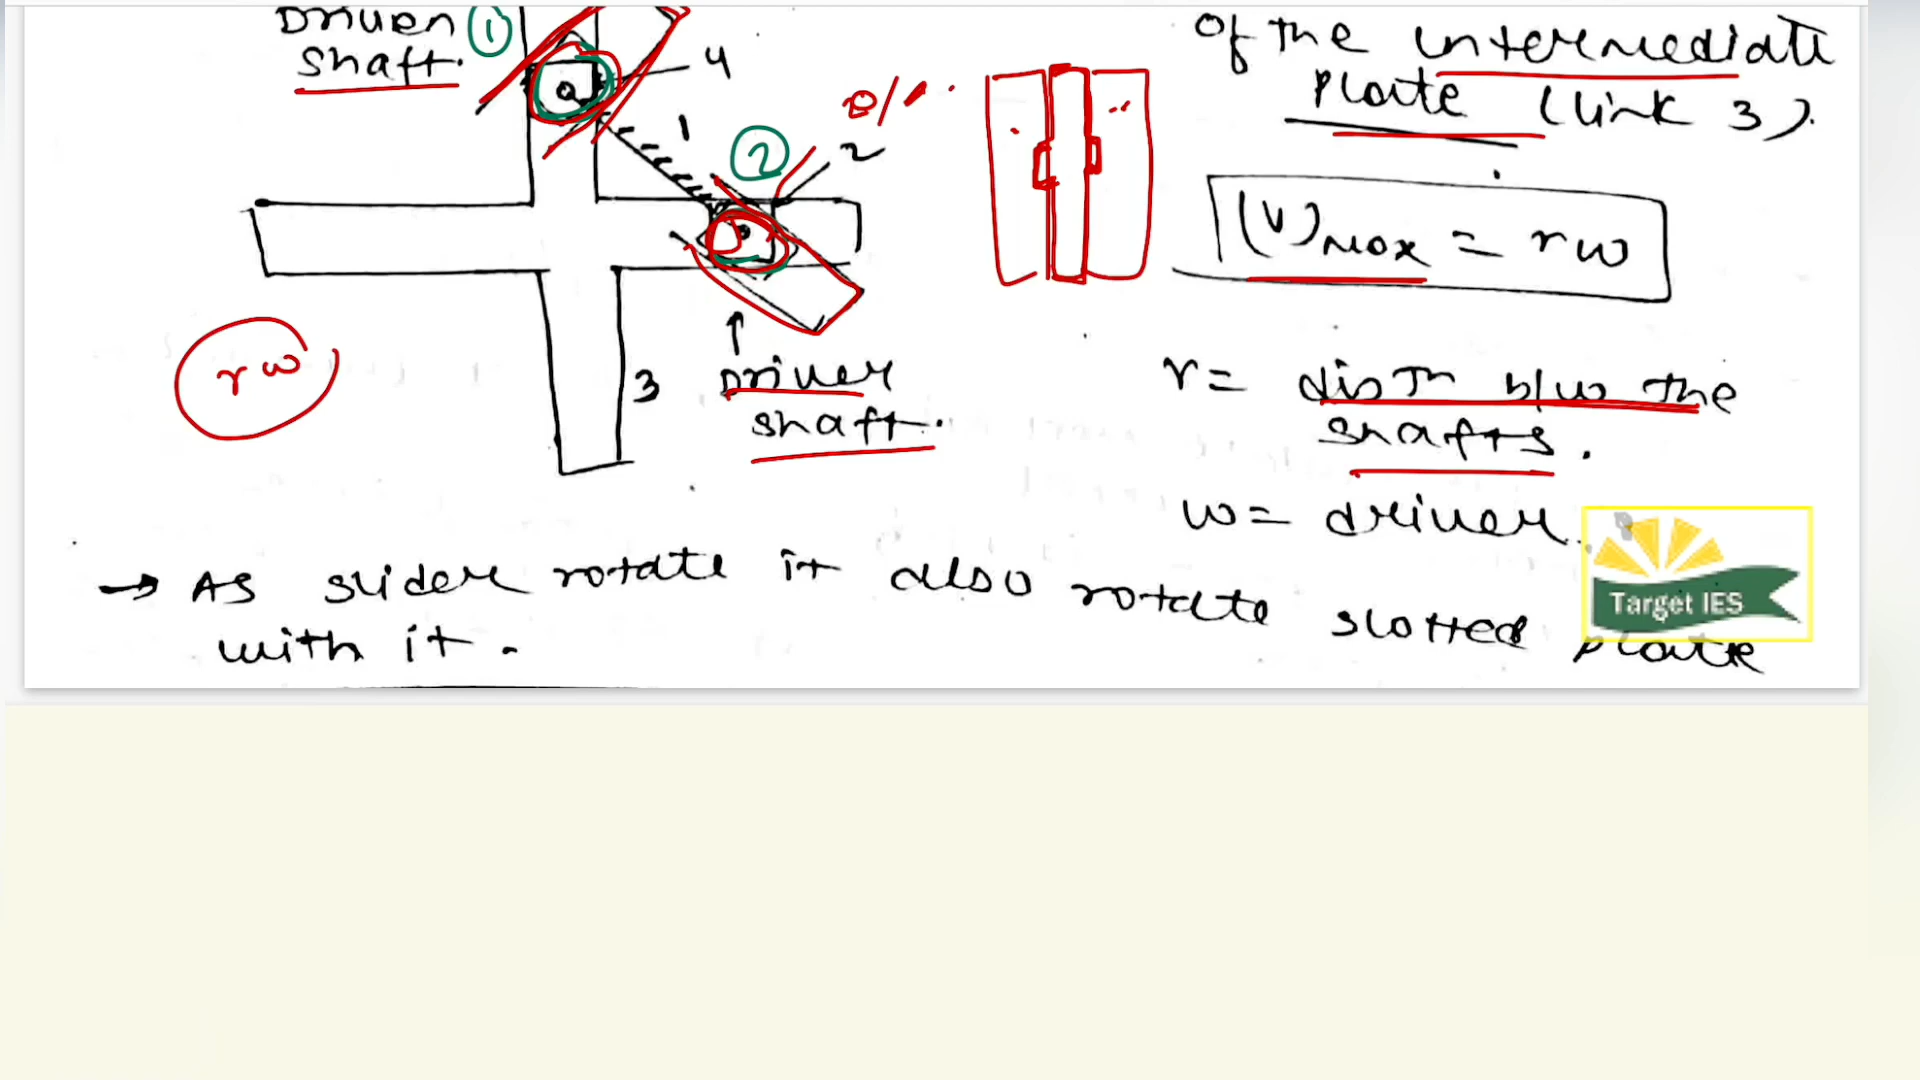 Driven
shaft.
1
4
1
θ/
2
2
of the intermediate
plate (link 3).
(V)max = rω
rω
3
Driver
shaft.
r = distn b/w the
shafts.
ω = driver
Target IES
→ As slider rotate it also rotate slotted plate
with it.